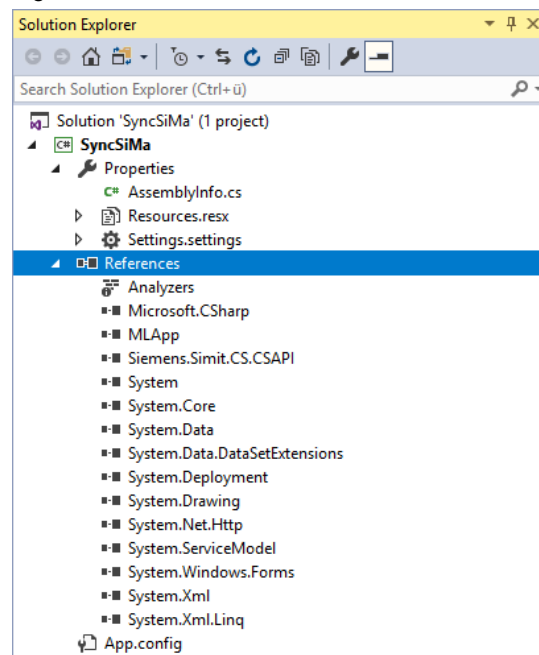 Solution Explorer
Search Solution Explorer (Ctrl+ü)
Solution 'SyncSiMa' (1 project)
C# SyncSiMa
Properties
C# AssemblyInfo.cs
Resources.resx
Settings.settings
References
Analyzers
Microsoft.CSharp
MLApp
Siemens.Simit.CS.CSAPI
System
System.Core
System.Data
System.Data.DataSetExtensions
System.Deployment
System.Drawing
System.Net.Http
System.ServiceModel
System.Windows.Forms
System.Xml
System.Xml.Linq
App.config